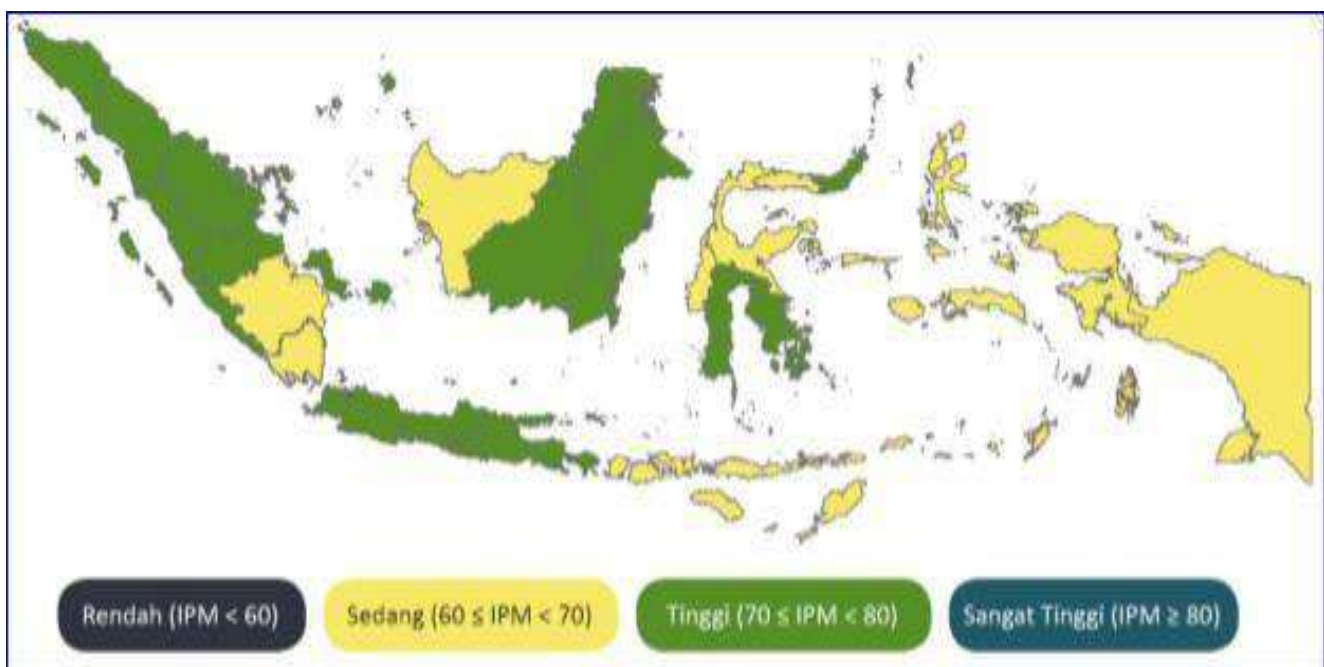 Rendah (IPM < 60)
Sedang (60 ≤ IPM < 70)
Tinggi (70 ≤ IPM < 80)
Sangat Tinggi (IPM ≥ 80)